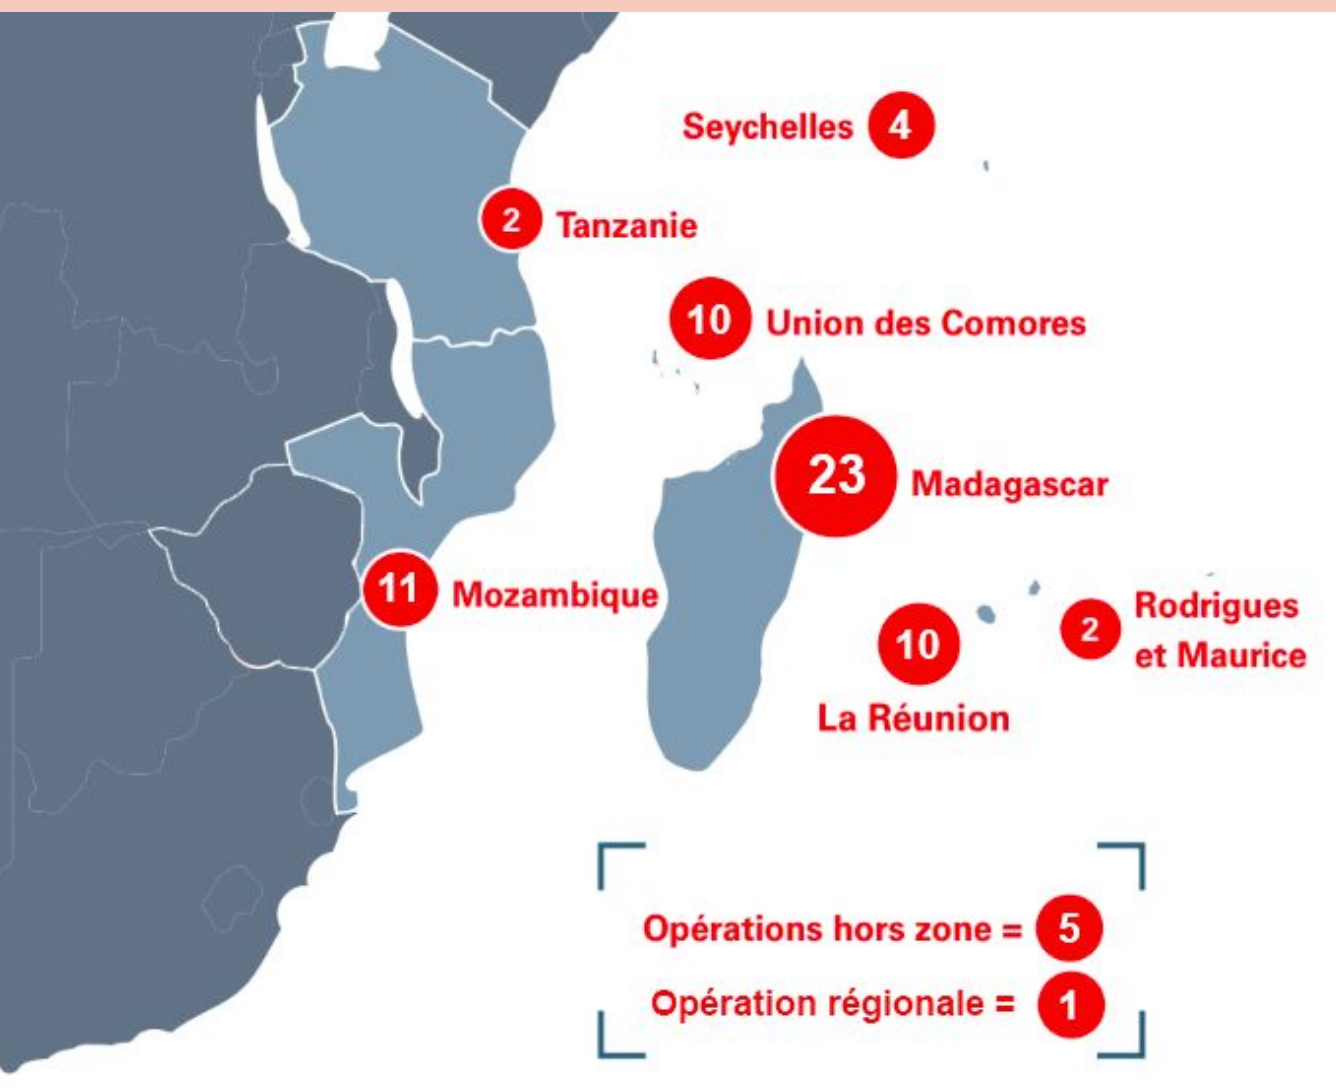 Seychelles 4
2 Tanzanie
10 Union des Comores
23 Madagascar
11 Mozambique
10
La Réunion
2 Rodrigues
et Maurice
Opérations hors zone = 5
Opération régionale = 1